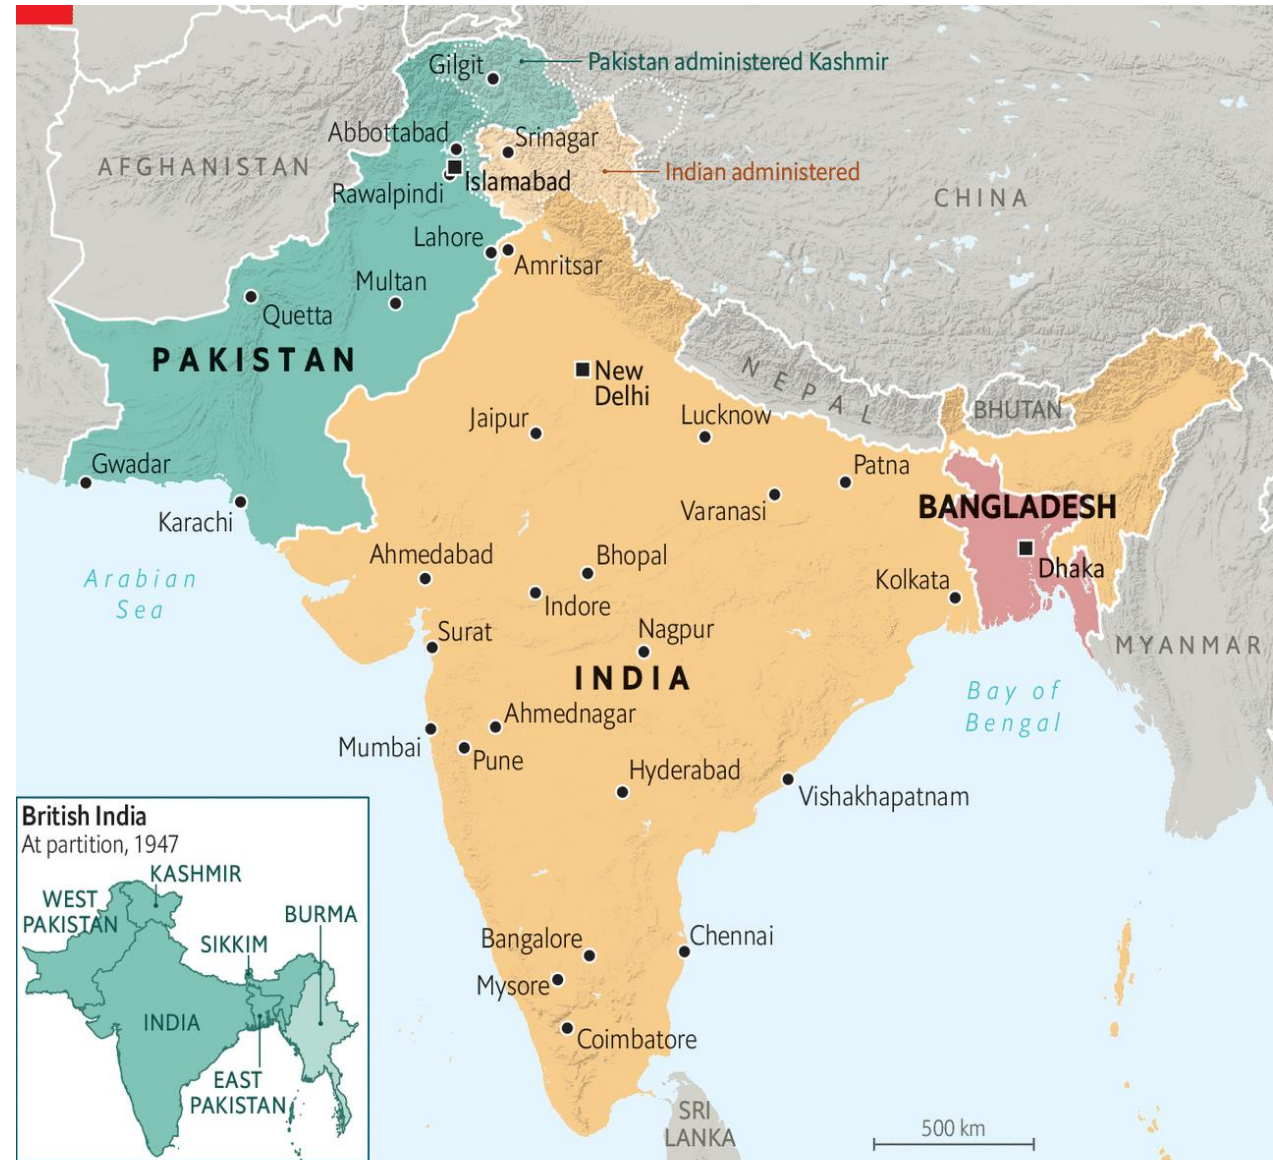 Gilgit
Pakistan administered Kashmir
Abbottabad
Srinagar
AFGHANISTAN
Indian administered
Islamabad
Rawalpindi
CHINA
Lahore
Amritsar
Multan
Quetta
PAKISTAN
NEPAL
New
Delhi
BHUTAN
Jaipur
Lucknow
Gwadar
Patna
Karachi
Varanasi
BANGLADESH
Ahmedabad
Bhopal
Arabian
Sea
Kolkata
Dhaka
Indore
Surat
Nagpur
MYANMAR
INDIA
Bay of
Bengal
Ahmednagar
Mumbai
Pune
Hyderabad
Vishakhapatnam
British India
At partition, 1947
KASHMIR
WEST
PAKISTAN
BURMA
SIKKIM
INDIA
EAST
PAKISTAN
Bangalore
Chennai
Mysore
Coimbatore
SRI
LANKA
500 km